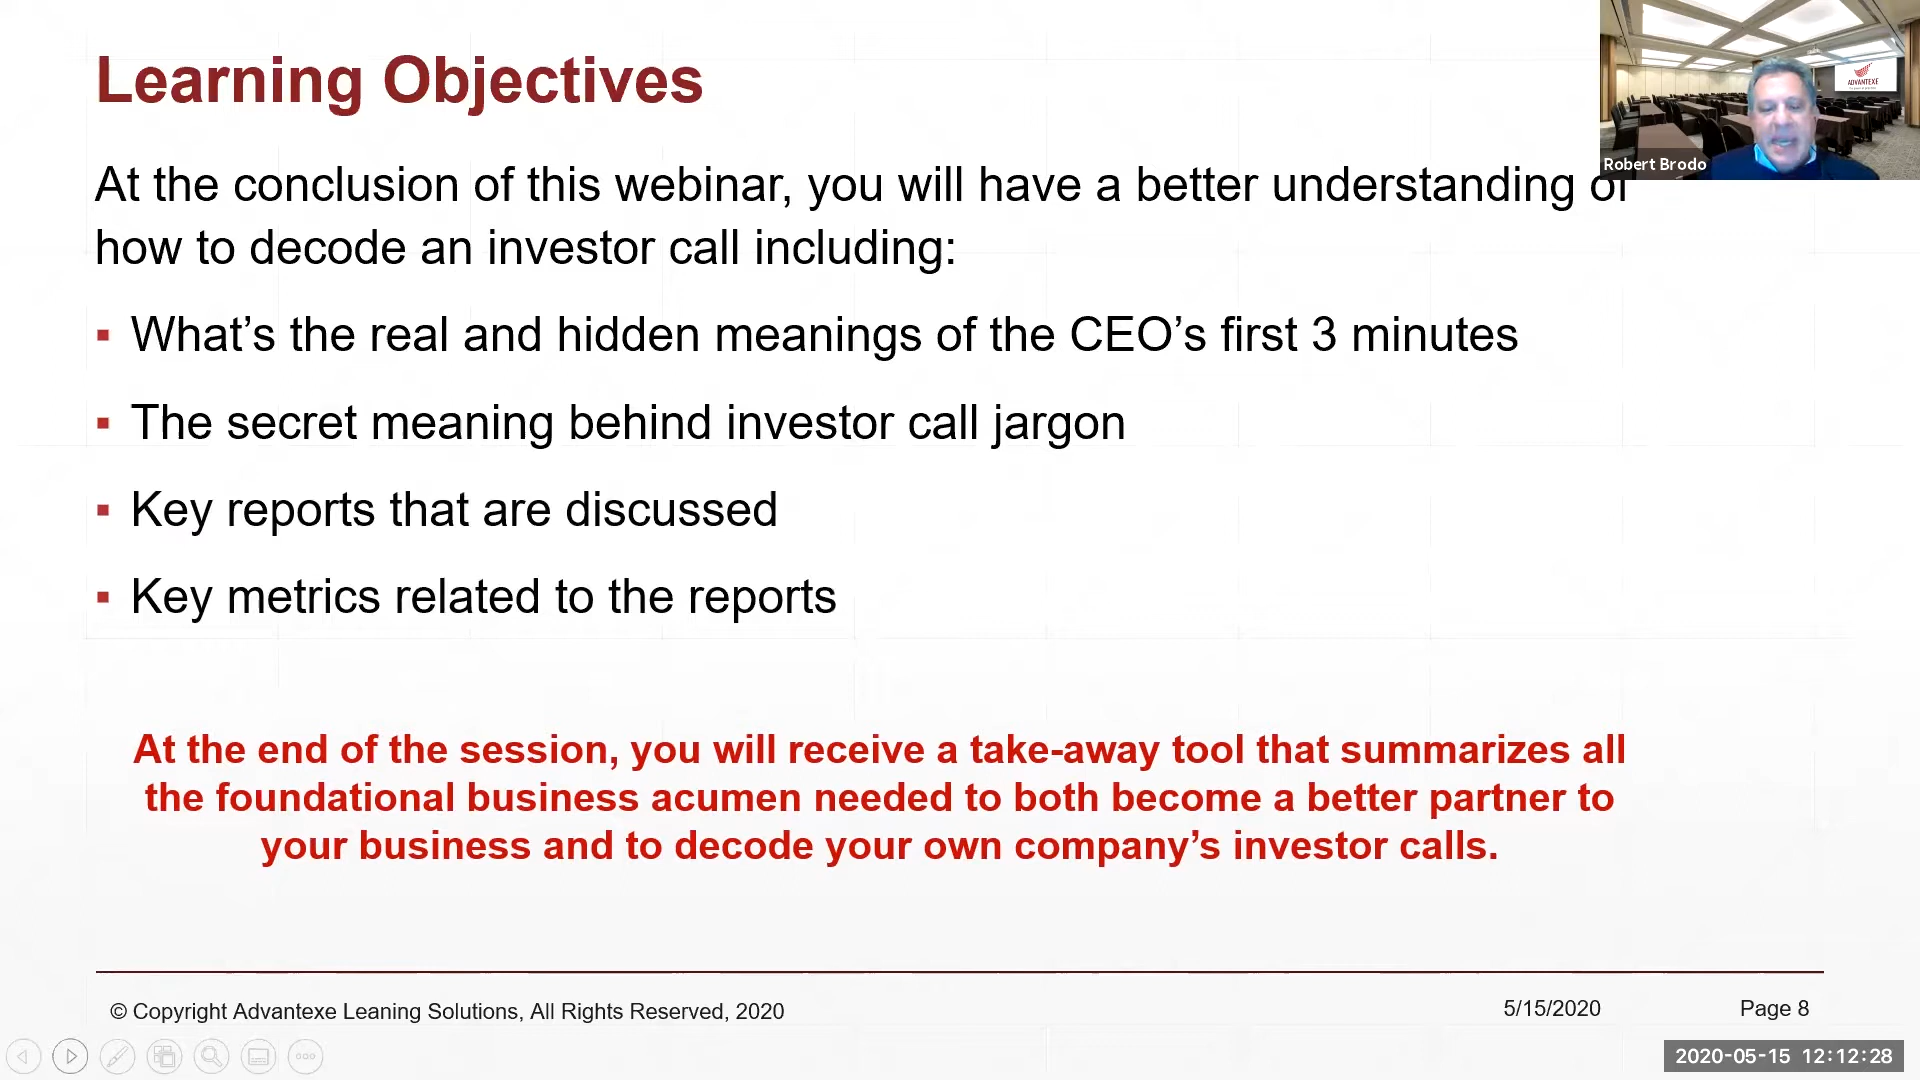 Learning Objectives
ADVANTEXE
Robert Brodo
At the conclusion of this webinar, you will have a better understanding of
how to decode an investor call including:
▪ What’s the real and hidden meanings of the CEO’s first 3 minutes
▪ The secret meaning behind investor call jargon
▪ Key reports that are discussed
▪ Key metrics related to the reports
At the end of the session, you will receive a take-away tool that summarizes all
the foundational business acumen needed to both become a better partner to
your business and to decode your own company’s investor calls.
© Copyright Advantexe Leaning Solutions, All Rights Reserved, 2020
5/15/2020
Page 8
2020-05-15 12:12:28